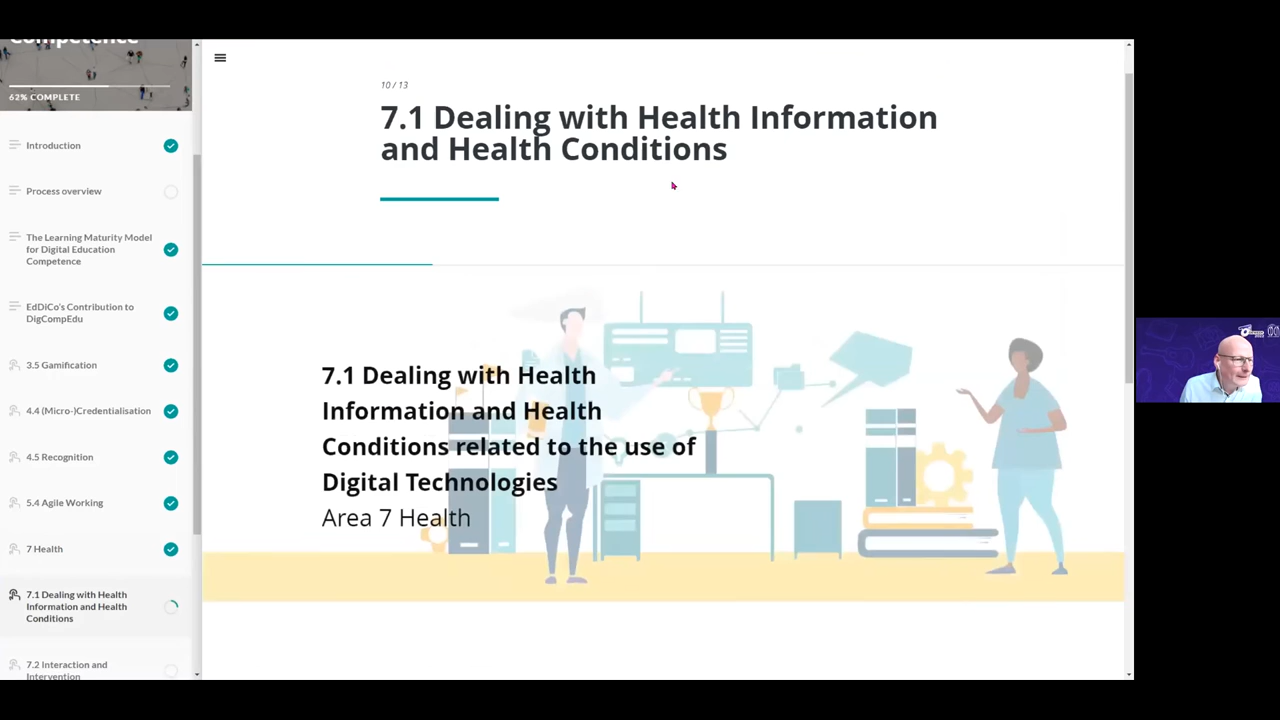 Competence
62% COMPLETE
Introduction
Process overview
The Learning Maturity Model
for Digital Education
Competence
EdDiCo's Contribution to
DigCompEdu
3.5 Gamification
4.4 (Micro-)Credentialisation
4.5 Recognition
5.4 Agile Working
7 Health
7.1 Dealing with Health
Information and Health
Conditions
7.2 Interaction and
Intervention
10 / 13
7.1 Dealing with Health Information
and Health Conditions
7.1 Dealing with Health
Information and Health
Conditions related to the use of
Digital Technologies
Area 7 Health